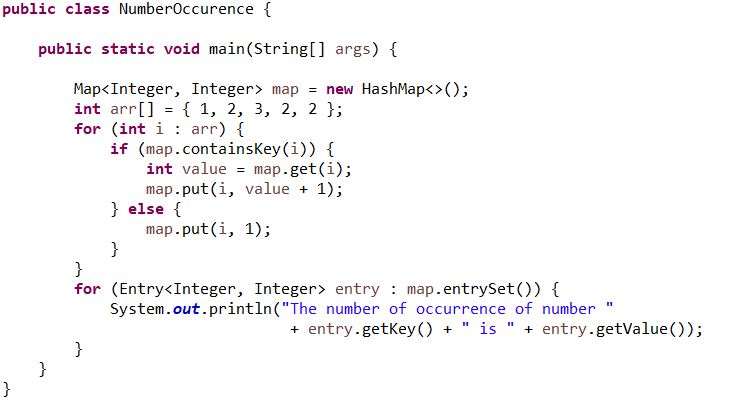 public class NumberOccurence {
public static void main(String[] args) {
Map<Integer, Integer> map = new HashMap<>();
int arr[] = { 1, 2, 3, 2, 2 };
for (int i : arr) {
if (map.containsKey(i)) {
int value = map.get(i);
map.put(i, value + 1);
} else {
map.put(i, 1);
}
}
for (Entry<Integer, Integer> entry : map.entrySet()) {
System.out.println("The number of occurrence of number "
+ entry.getKey() + " is " + entry.getValue());
}
}
}